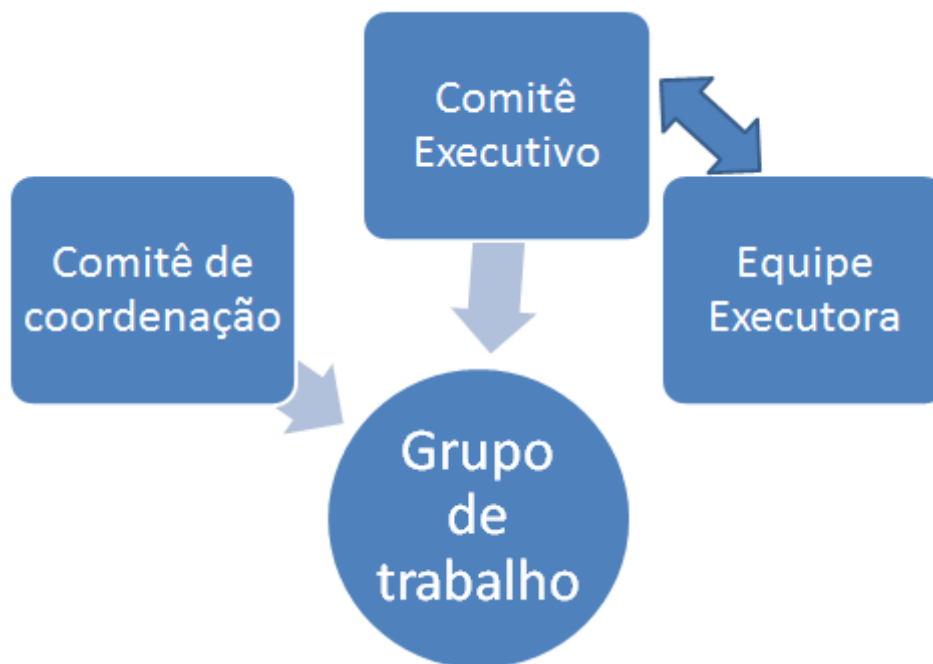 Comitê
Executivo
Comitê de
coordenação
Equipe
Executora
Grupo
de
trabalho